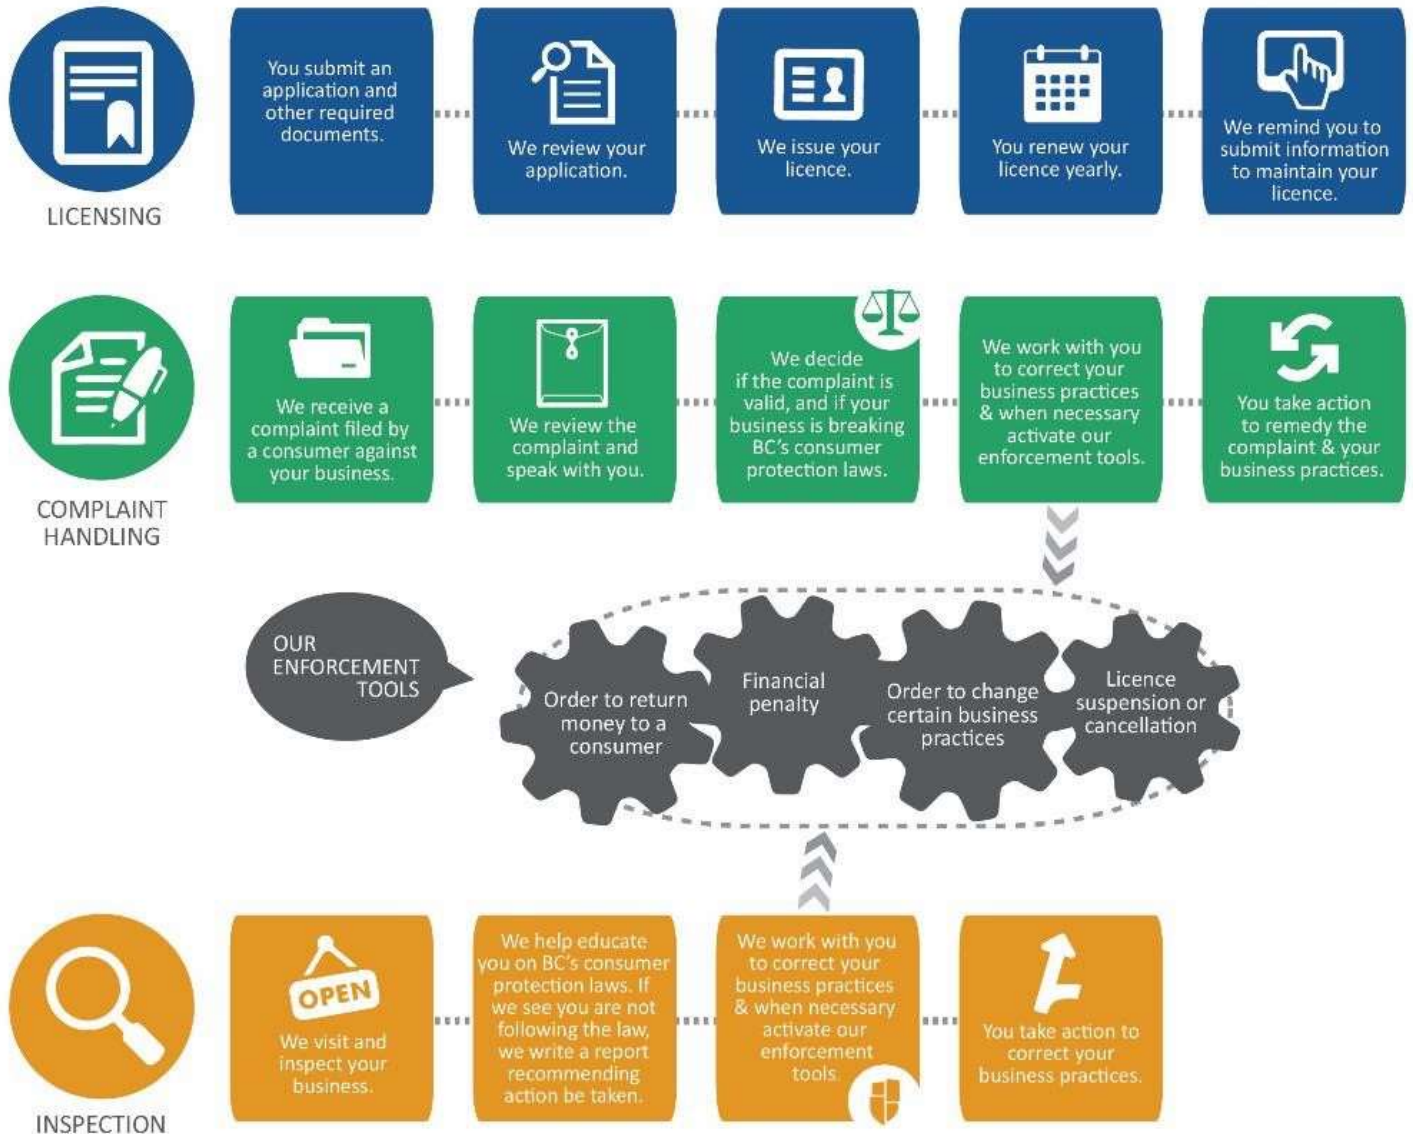 LICENSING
You submit an
application and
other required
documents.
We review your
application.
We issue your
licence.
You renew your
licence yearly.
We remind you to
submit information
to maintain your
licence.
COMPLAINT
HANDLING
We receive a
complaint filed by
a consumer against
your business.
We review the
complaint and
speak with you.
We decide
if the complaint is
valid, and if your
business is breaking
BC's consumer
protection laws.
We work with you
to correct your
business practices
& when necessary
activate our
enforcement tools.
You take action
to remedy the
complaint & your
business practices.
OUR
ENFORCEMENT
TOOLS
Order to return
money to a
consumer
Financial
penalty
Order to change
certain business
practices
Licence
suspension or
cancellation
INSPECTION
OPEN
We visit and
inspect your
business.
We help educate
you on BC's consumer
protection laws. If
we see you are not
following the law,
we write a report
recommending
action be taken.
We work with you
to correct your
business practices
& when necessary
activate our
enforcement
tools.
You take action to
correct your
business practices.